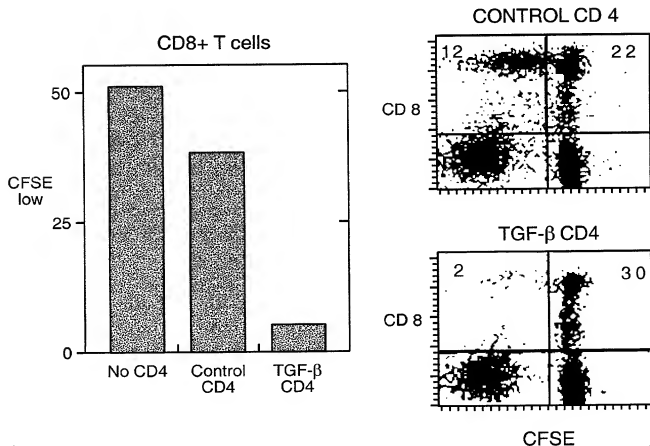 CD8+ T cells
50
25
0
CFSE
low
No CD4
Control
CD4
TGF-β
CD4
CONTROL CD 4
12
22
CD 8
TGF-β CD4
2
30
CD 8
CFSE